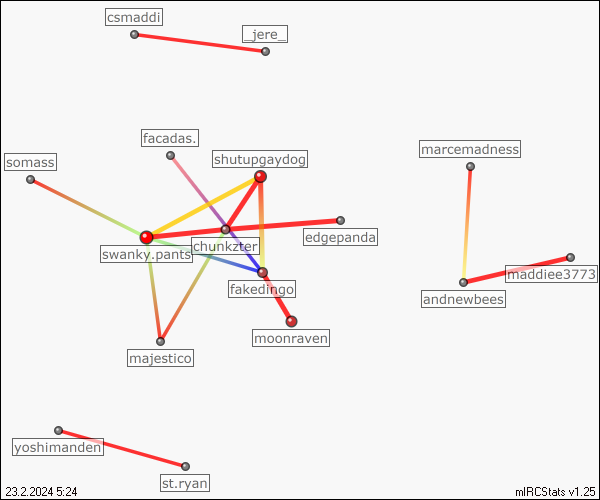 csmaddi
_jere_
facadas.
marcemadness
somass
shutupgaydog
edgepanda
chunkzter
swanky.pants
maddiee3773
fakedingo
andnewbees
moonraven
majestico
yoshimanden
st.ryan
23.2.2024 5:24
mIRCStats v1.25